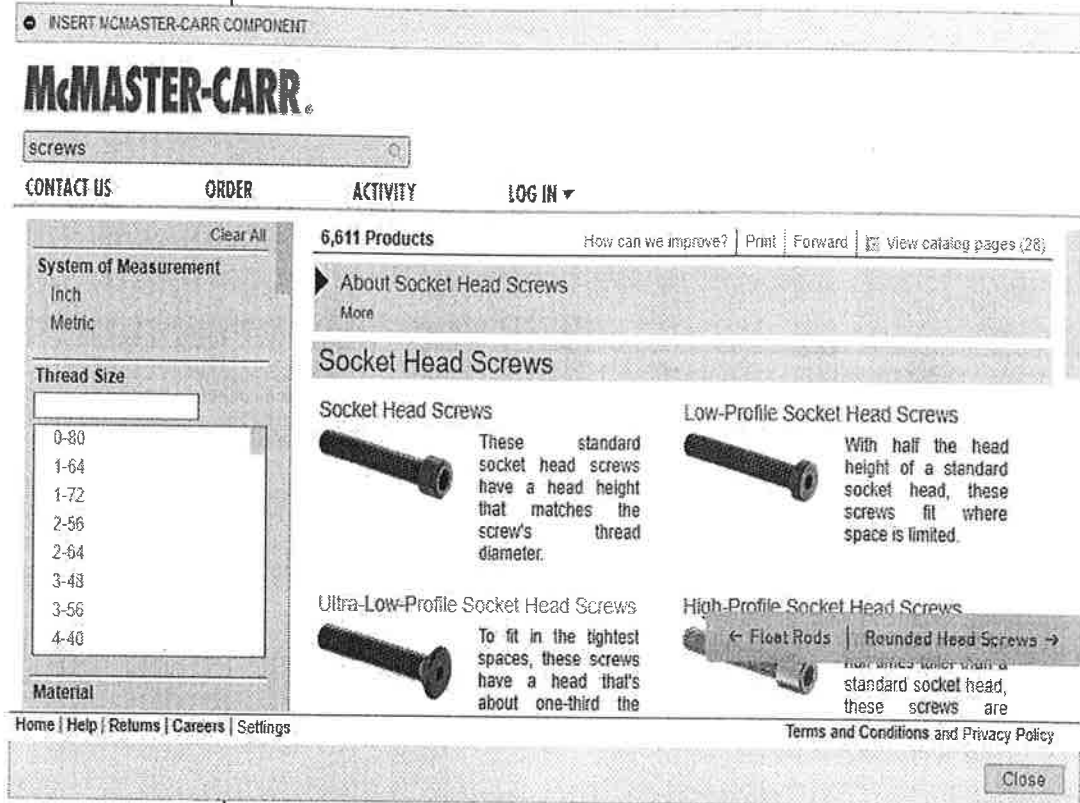 INSERT MCMASTER-CARR COMPONENT
McMASTER-CARR®
screws
CONTACT US ORDER ACTIVITY LOG IN
Clear All
System of Measurement
Inch
Metric
Thread Size
0-80
1-64
1-72
2-56
2-64
3-48
3-56
4-40
Material
6,611 Products How can we improve? Print Forward View catalog pages (28)
About Socket Head Screws
More
Socket Head Screws
Socket Head Screws
These standard
socket head screws
have a head height
that matches the
screw's thread
diameter.
Low-Profile Socket Head Screws
With half the head
height of a standard
socket head, these
screws fit where
space is limited.
Ultra-Low-Profile Socket Head Screws
To fit in the tightest
spaces, these screws
have a head that's
about one-third the
High-Profile Socket Head Screws
← Float Rods | Rounded Head Screws →
half times taller than a
standard socket head,
these screws are
Home | Help | Returns | Careers | Settings
Terms and Conditions and Privacy Policy
Close